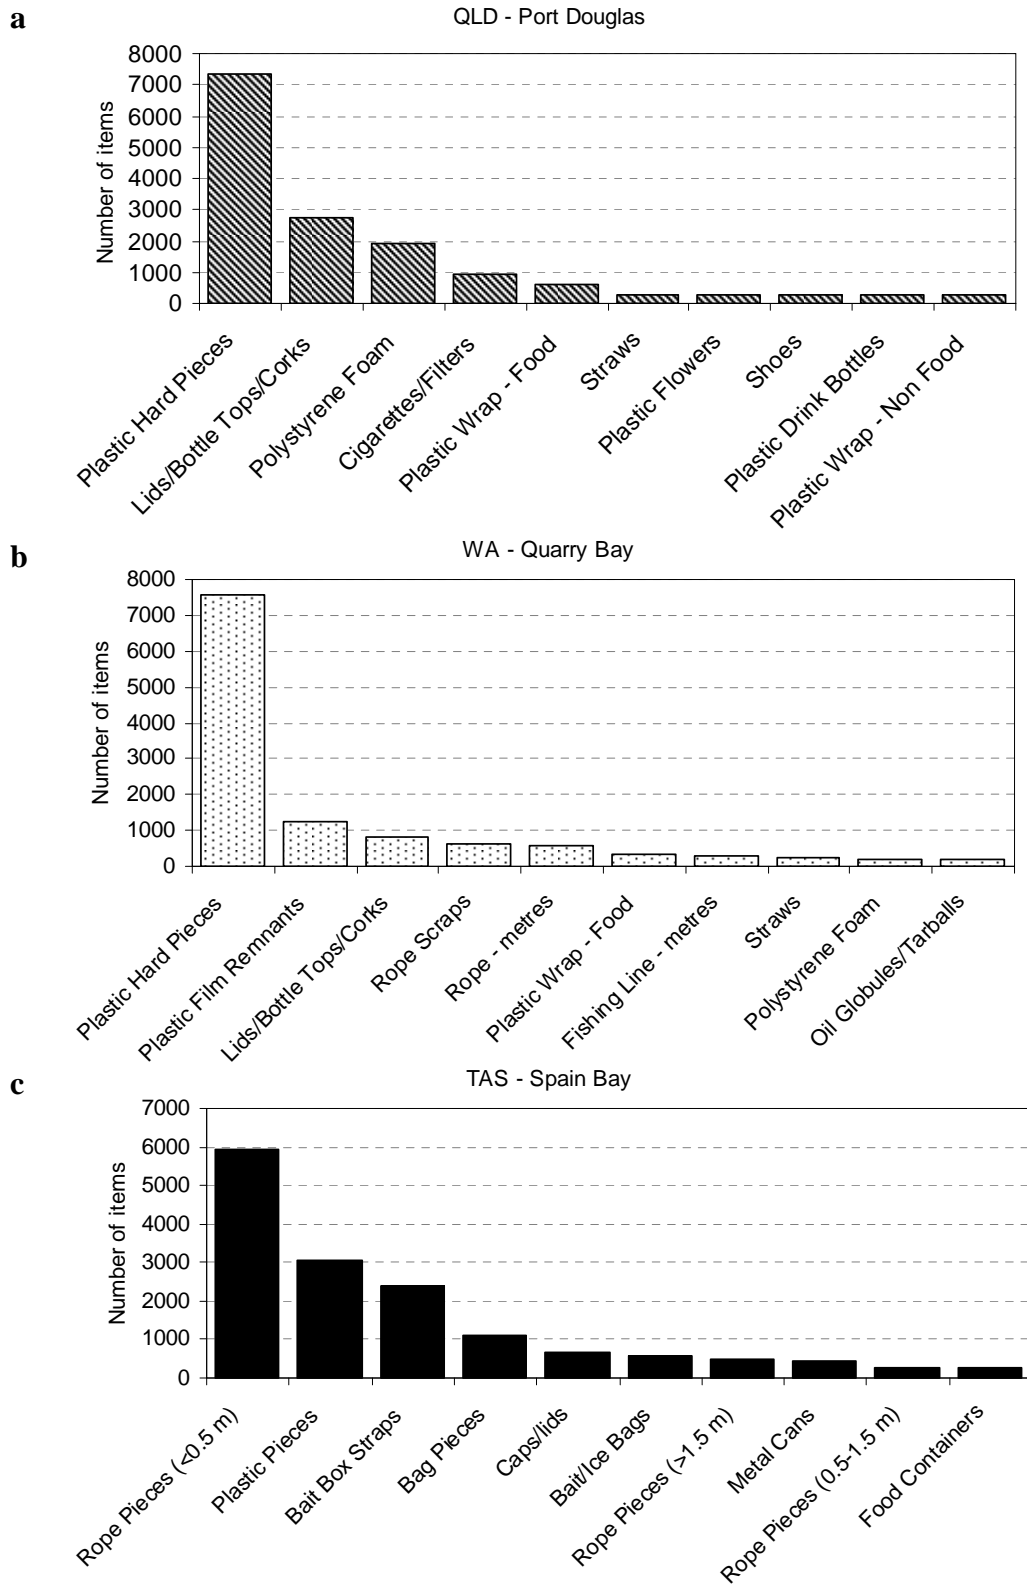 a
QLD - Port Douglas
Number of items
8000
7000
6000
5000
4000
3000
2000
1000
0
Plastic Hard Pieces
Lids/Bottle Tops/Corks
Polystyrene Foam
Cigarettes/Filters
Plastic Wrap - Food
Straws
Plastic Flowers
Shoes
Plastic Drink Bottles
Plastic Wrap - Non Food
b
WA - Quarry Bay
Number of items
8000
7000
6000
5000
4000
3000
2000
1000
0
Plastic Hard Pieces
Plastic Film Remnants
Lids/Bottle Tops/Corks
Rope Scraps
Rope - metres
Plastic Wrap - Food
Fishing Line - metres
Straws
Polystyrene Foam
Oil Globules/Tarballs
c
TAS - Spain Bay
Number of items
7000
6000
5000
4000
3000
2000
1000
0
Rope Pieces (<0.5 m)
Plastic Pieces
Bait Box Straps
Bag Pieces
Caps/lids
Bait/Ice Bags
Rope Pieces (>1.5 m)
Metal Cans
Rope Pieces (0.5-1.5 m)
Food Containers